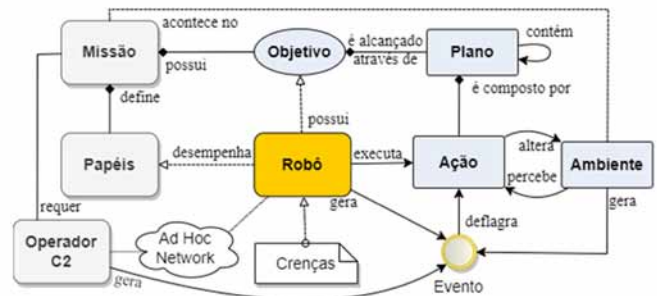 acontece no
Missão
possui
Objetivo
é alcançado
através de
Plano
contém
define
é composto por
possui
Papéis
desempenha
Robô
executa
Ação
altera
percebe
Ambiente
gera
gera
requer
Operador
C2
Ad Hoc
Network
Crenças
deflagra
gera
Evento